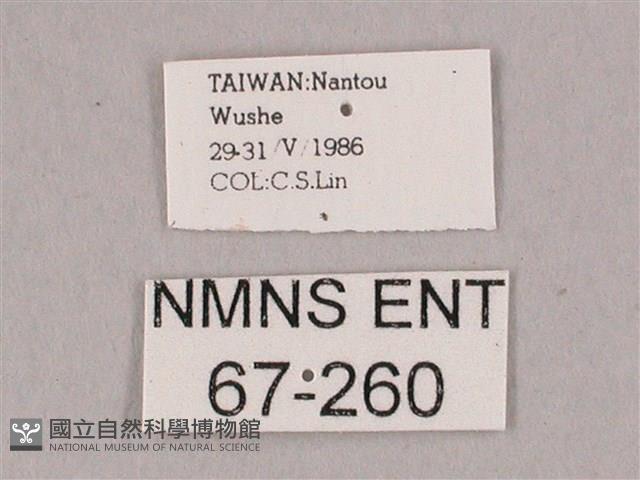 TAIWAN:Nantou
Wushe
29-31/V/1986
COL:C.S.Lin
NMNS ENT
67-260
國立自然科學博物館
NATIONAL MUSEUM OF NATURAL SCIENCE